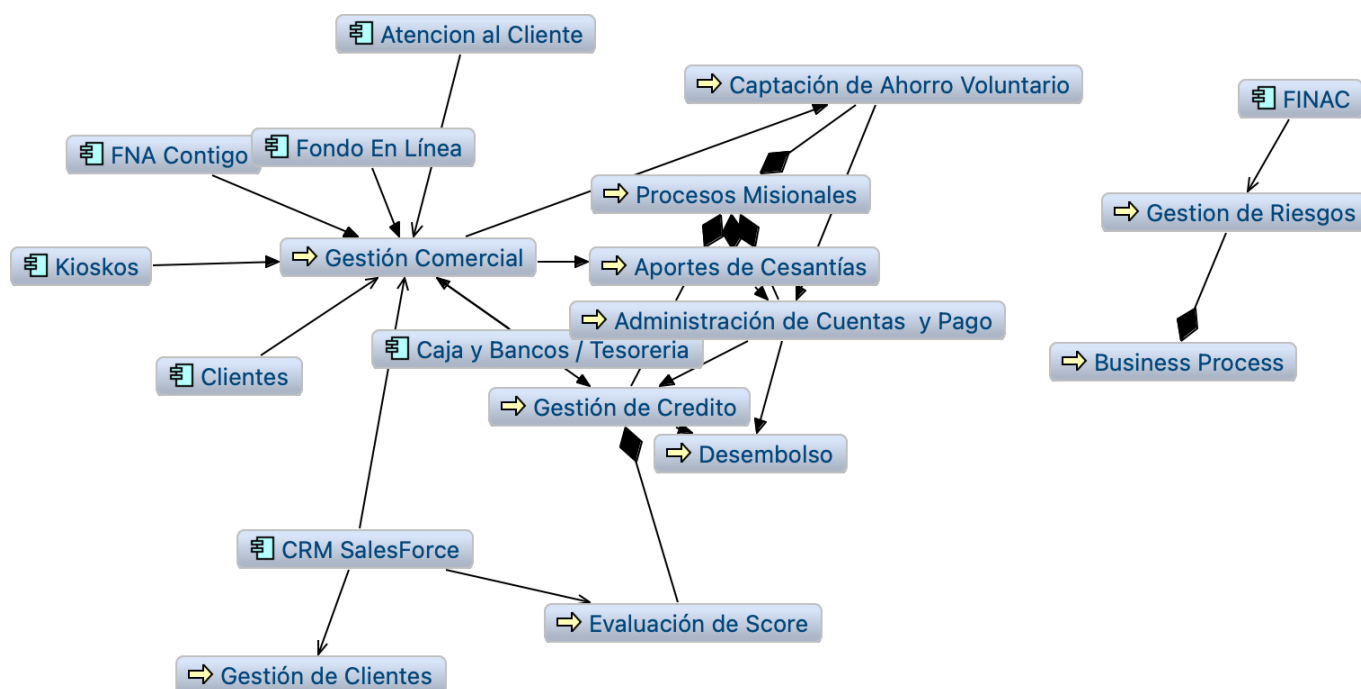 Atencion al Cliente
Captación de Ahorro Voluntario
FINAC
FNA Contigo
Fondo En Línea
Procesos Misionales
Gestion de Riesgos
Kioskos
Gestión Comercial
Aportes de Cesantías
Administración de Cuentas  y Pago
Caja y Bancos / Tesoreria
Business Process
Clientes
Gestión de Credito
Desembolso
CRM SalesForce
Evaluación de Score
Gestión de Clientes